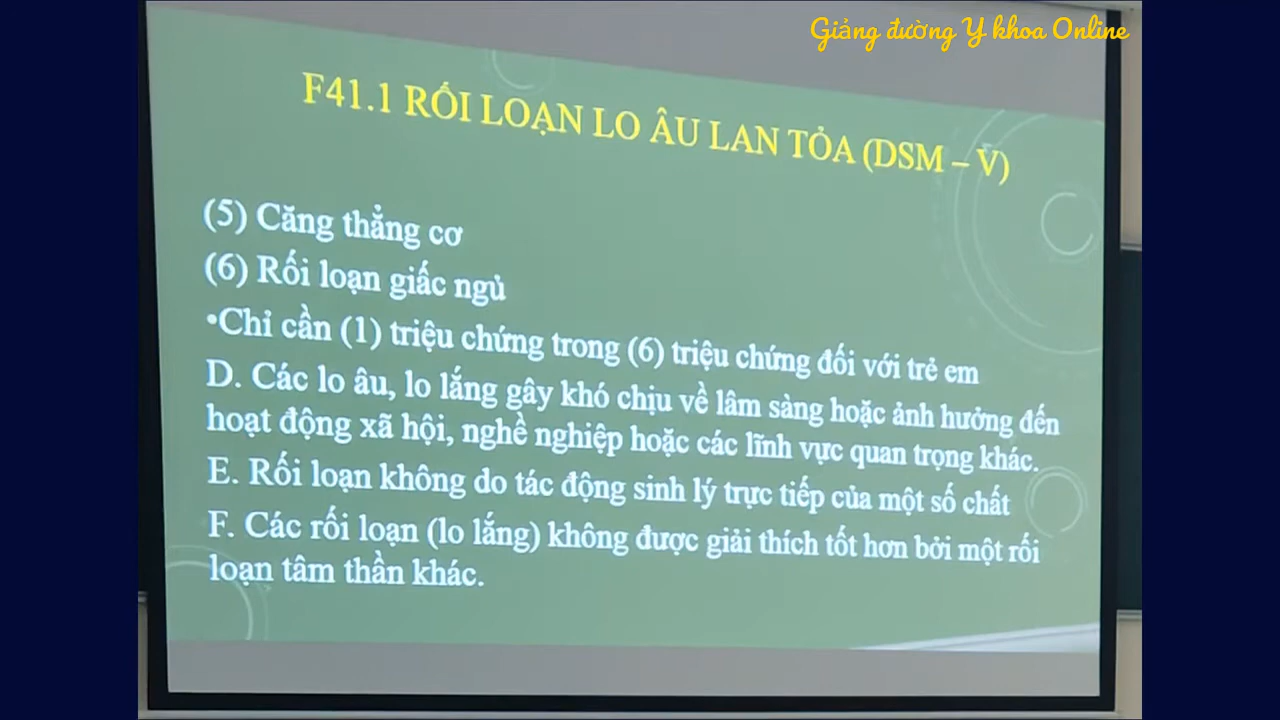 Giảng đường Y khoa Online
F41.1 RỐI LOẠN LO ÂU LAN TỎA (DSM – V)
(5) Căng thẳng cơ
(6) Rối loạn giấc ngủ
•Chỉ cần (1) triệu chứng trong (6) triệu chứng đối với trẻ em
D. Các lo âu, lo lắng gây khó chịu về lâm sàng hoặc ảnh hưởng đến
hoạt động xã hội, nghề nghiệp hoặc các lĩnh vực quan trọng khác.
E. Rối loạn không do tác động sinh lý trực tiếp của một số chất
F. Các rối loạn (lo lắng) không được giải thích tốt hơn bởi một rối
loạn tâm thần khác.